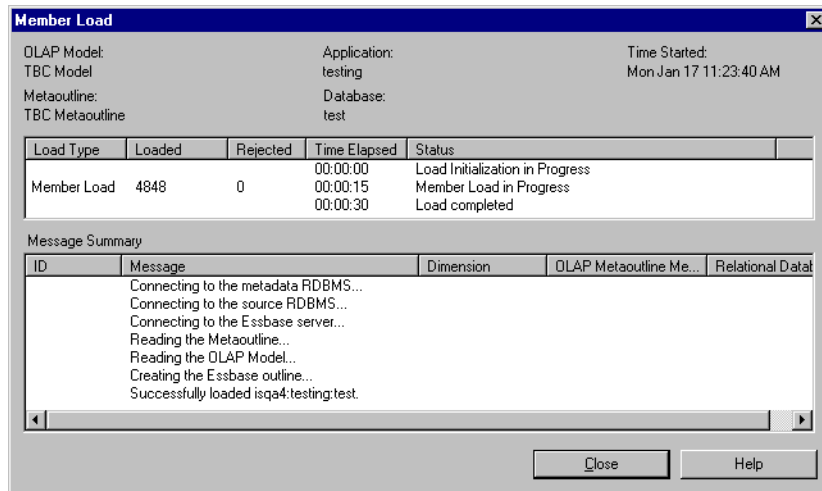 Member Load
OLAP Model: Application: Time Started:
TBC Model testing Mon Jan 17 11:23:40 AM
Metaoutline: Database:
TBC Metaoutline test
Load Type Loaded Rejected Time Elapsed Status
00:00:00 Load Initialization in Progress
Member Load 4848 0 00:00:15 Member Load in Progress
00:00:30 Load completed
Message Summary
ID Message Dimension OLAP Metaoutline Me... Relational Datab
Connecting to the metadata RDBMS...
Connecting to the source RDBMS...
Connecting to the Essbase server...
Reading the Metaoutline...
Reading the OLAP Model...
Creating the Essbase outline...
Successfully loaded isqa4:testing:test.
Close Help